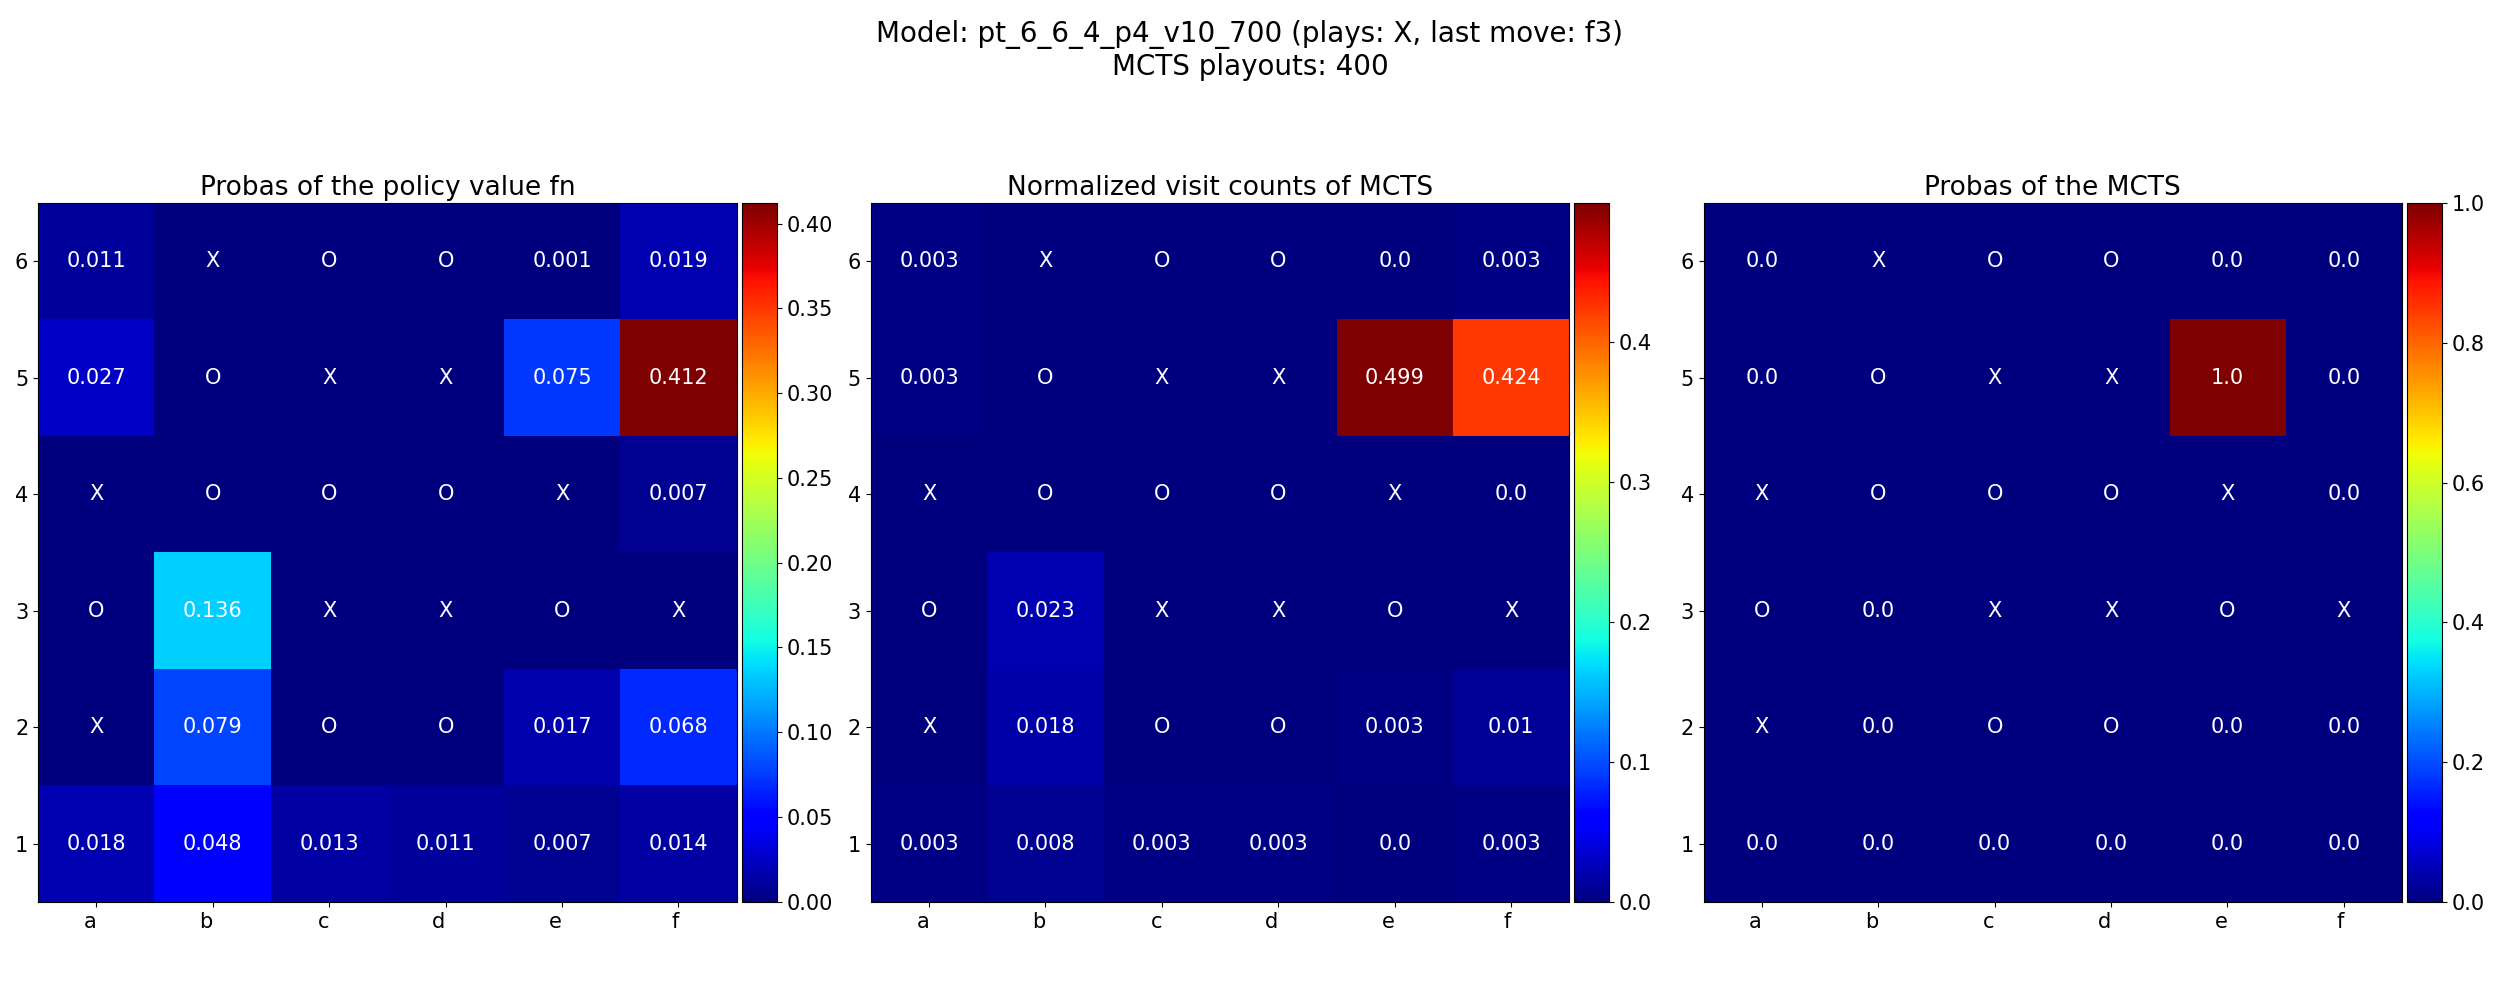 Model: pt_6_6_4_p4_v10_700 (plays: X, last move: f3)
MCTS playouts: 400
Probas of the policy value fn
6 0.011 X O O 0.001 0.019
5 0.027 O X X 0.075 0.412
4 X O O O X 0.007
3 O 0.136 X X O X
2 X 0.079 O O 0.017 0.068
1 0.018 0.048 0.013 0.011 0.007 0.014
a b c d e f
0.40
0.35
0.30
0.25
0.20
0.15
0.10
0.05
0.00
Normalized visit counts of MCTS
6 0.003 X O O 0.0 0.003
5 0.003 O X X 0.499 0.424
4 X O O O X 0.0
3 O 0.023 X X O X
2 X 0.018 O O 0.003 0.01
1 0.003 0.008 0.003 0.003 0.0 0.003
a b c d e f
0.4
0.3
0.2
0.1
0.0
Probas of the MCTS
6 0.0 X O O 0.0 0.0
5 0.0 O X X 1.0 0.0
4 X O O O X 0.0
3 O 0.0 X X O X
2 X 0.0 O O 0.0 0.0
1 0.0 0.0 0.0 0.0 0.0 0.0
a b c d e f
1.0
0.8
0.6
0.4
0.2
0.0